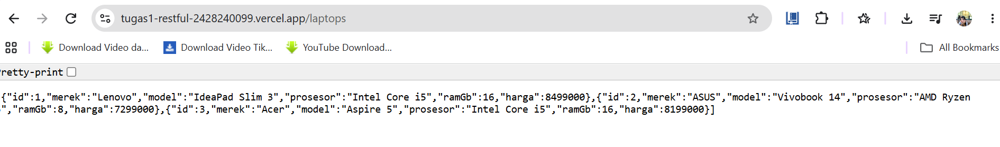 tugas1-restful-2428240099.vercel.app/laptops
Download Video da... Download Video Tik... YouTube Download... All Bookmarks
Pretty-print
{"id":1,"merek":"Lenovo","model":"IdeaPad Slim 3","prosesor":"Intel Core i5","ramGb":16,"harga":8499000},{"id":2,"merek":"ASUS","model":"Vivobook 14","prosesor":"AMD Ryzen
","ramGb":8,"harga":7299000},{"id":3,"merek":"Acer","model":"Aspire 5","prosesor":"Intel Core i5","ramGb":16,"harga":8199000}]